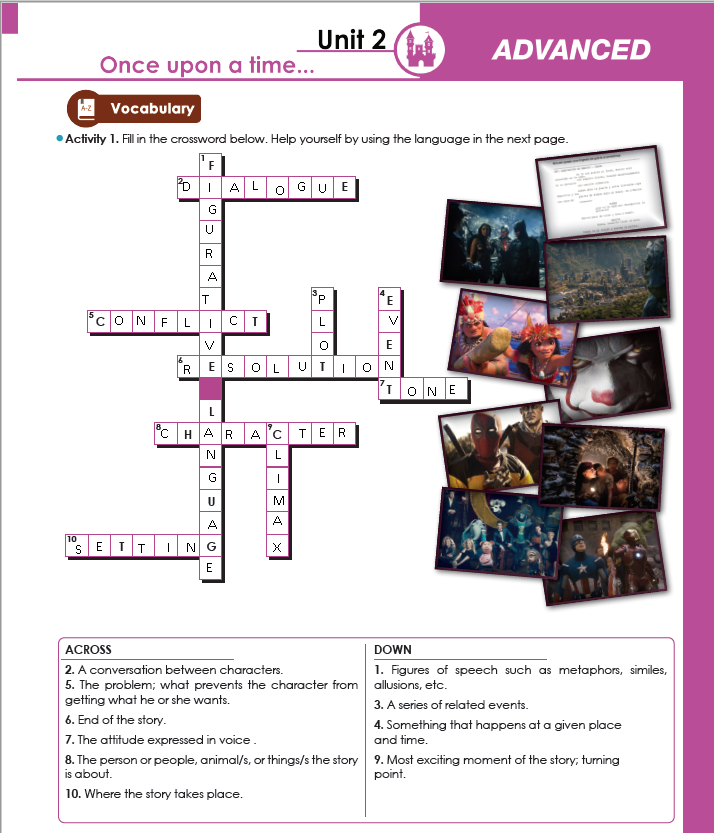 Unit 2
ADVANCED
Once upon a time...
A-Z
Vocabulary
Activity 1. Fill in the crossword below. Help yourself by using the language in the next page.
1 F
2 D I A L O G U E
G
U
R
A
T 3 P 4 E
5 C O N F L I C T L V
V O E
6 R E S O L U T I O N
7 T O N E
L
8 C H A R A 9 C T E R
N L
G I
U M
A A
10 S E T T I N G X
E
ACROSS
2. A conversation between characters.
5. The problem; what prevents the character from
getting what he or she wants.
6. End of the story.
7. The attitude expressed in voice .
8. The person or people, animal/s, or things/s the story
is about.
10. Where the story takes place.
DOWN
1. Figures of speech such as metaphors, similes,
allusions, etc.
3. A series of related events.
4. Something that happens at a given place
and time.
9. Most exciting moment of the story; turning
point.